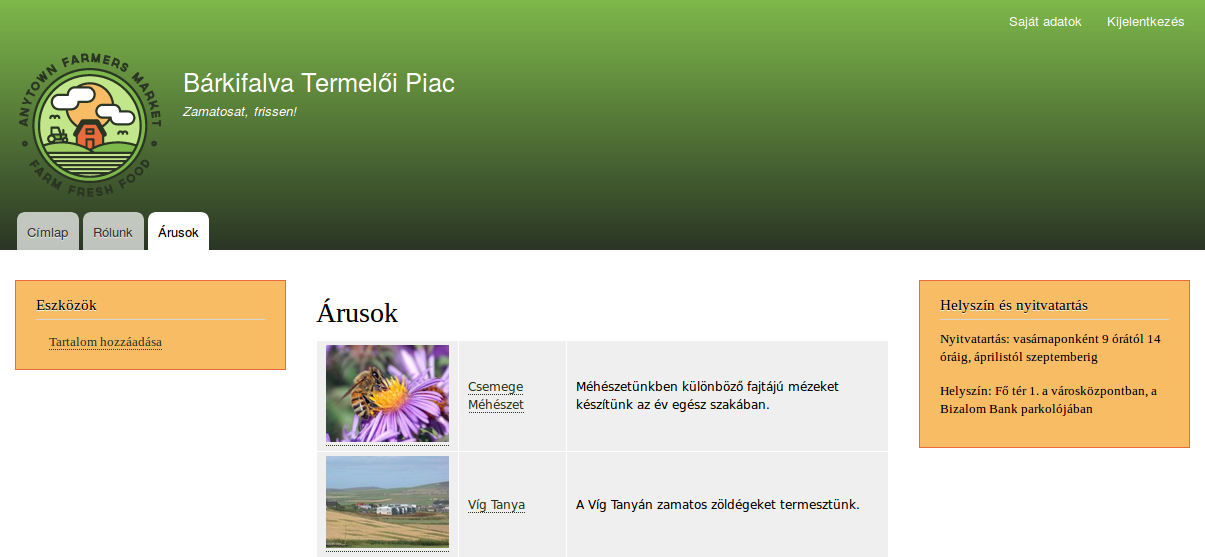 Saját adatok
Kijelentkezés
ANYTOWN FARMERS MARKET
FARM FRESH FOOD
Bárkifalva Termelői Piac
Zamatosat, frissen!
Címlap
Rólunk
Árusok
Eszközök
Tartalom hozzáadása
Árusok
Csemege
Méhészet
Méhészetünkben különböző fajtájú mézeket
készítünk az év egész szakában.
Víg Tanya
A Víg Tanyán zamatos zöldégeket termesztünk.
Helyszín és nyitvatartás
Nyitvatartás: vasárnaponként 9 órától 14
óráig, áprilistól szeptemberig
Helyszín: Fő tér 1. a városközpontban, a
Bizalom Bank parkolójában